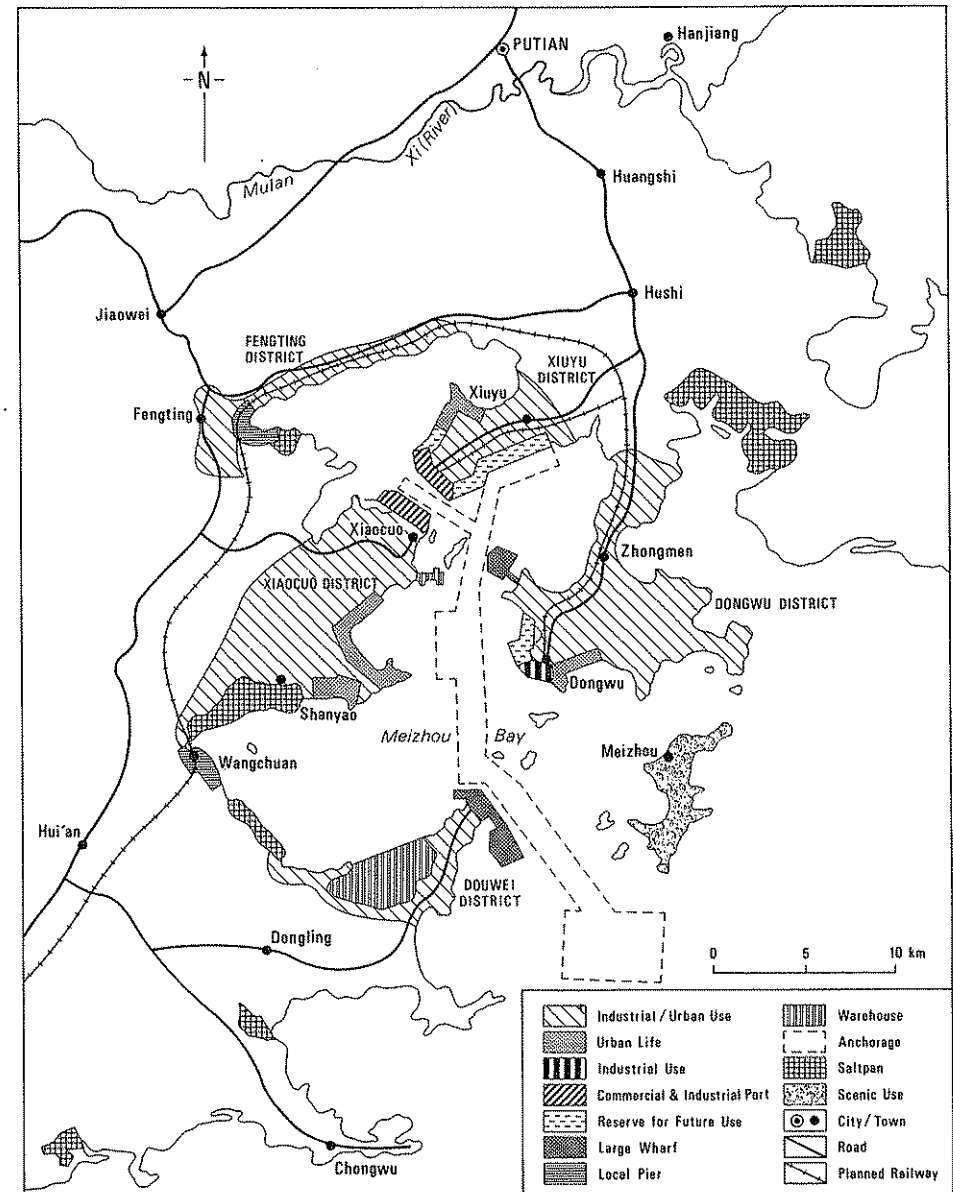 Hanjiang
PUTIAN
N
Xi (River)
Mulan
Huangshi
Hushi
Jiaowei
FENGTING
DISTRICT
XIUYU
DISTRICT
Xiuyu
Fengting
Xiaocuo
Zhongmen
XIAOCUO DISTRICT
DONGWU DISTRICT
Dongwu
Shanyao
Meizhou Bay
Meizhou
Wangchuan
Hui'an
DOUWEI
DISTRICT
Dongling
0 5 10 km
Chongwu
Industrial / Urban Use
Urban Life
Industrial Use
Commercial & Industrial Port
Reserve for Future Use
Large Wharf
Local Pier
Warehouse
Anchorage
Saltpan
Scenic Use
City / Town
Road
Planned Railway